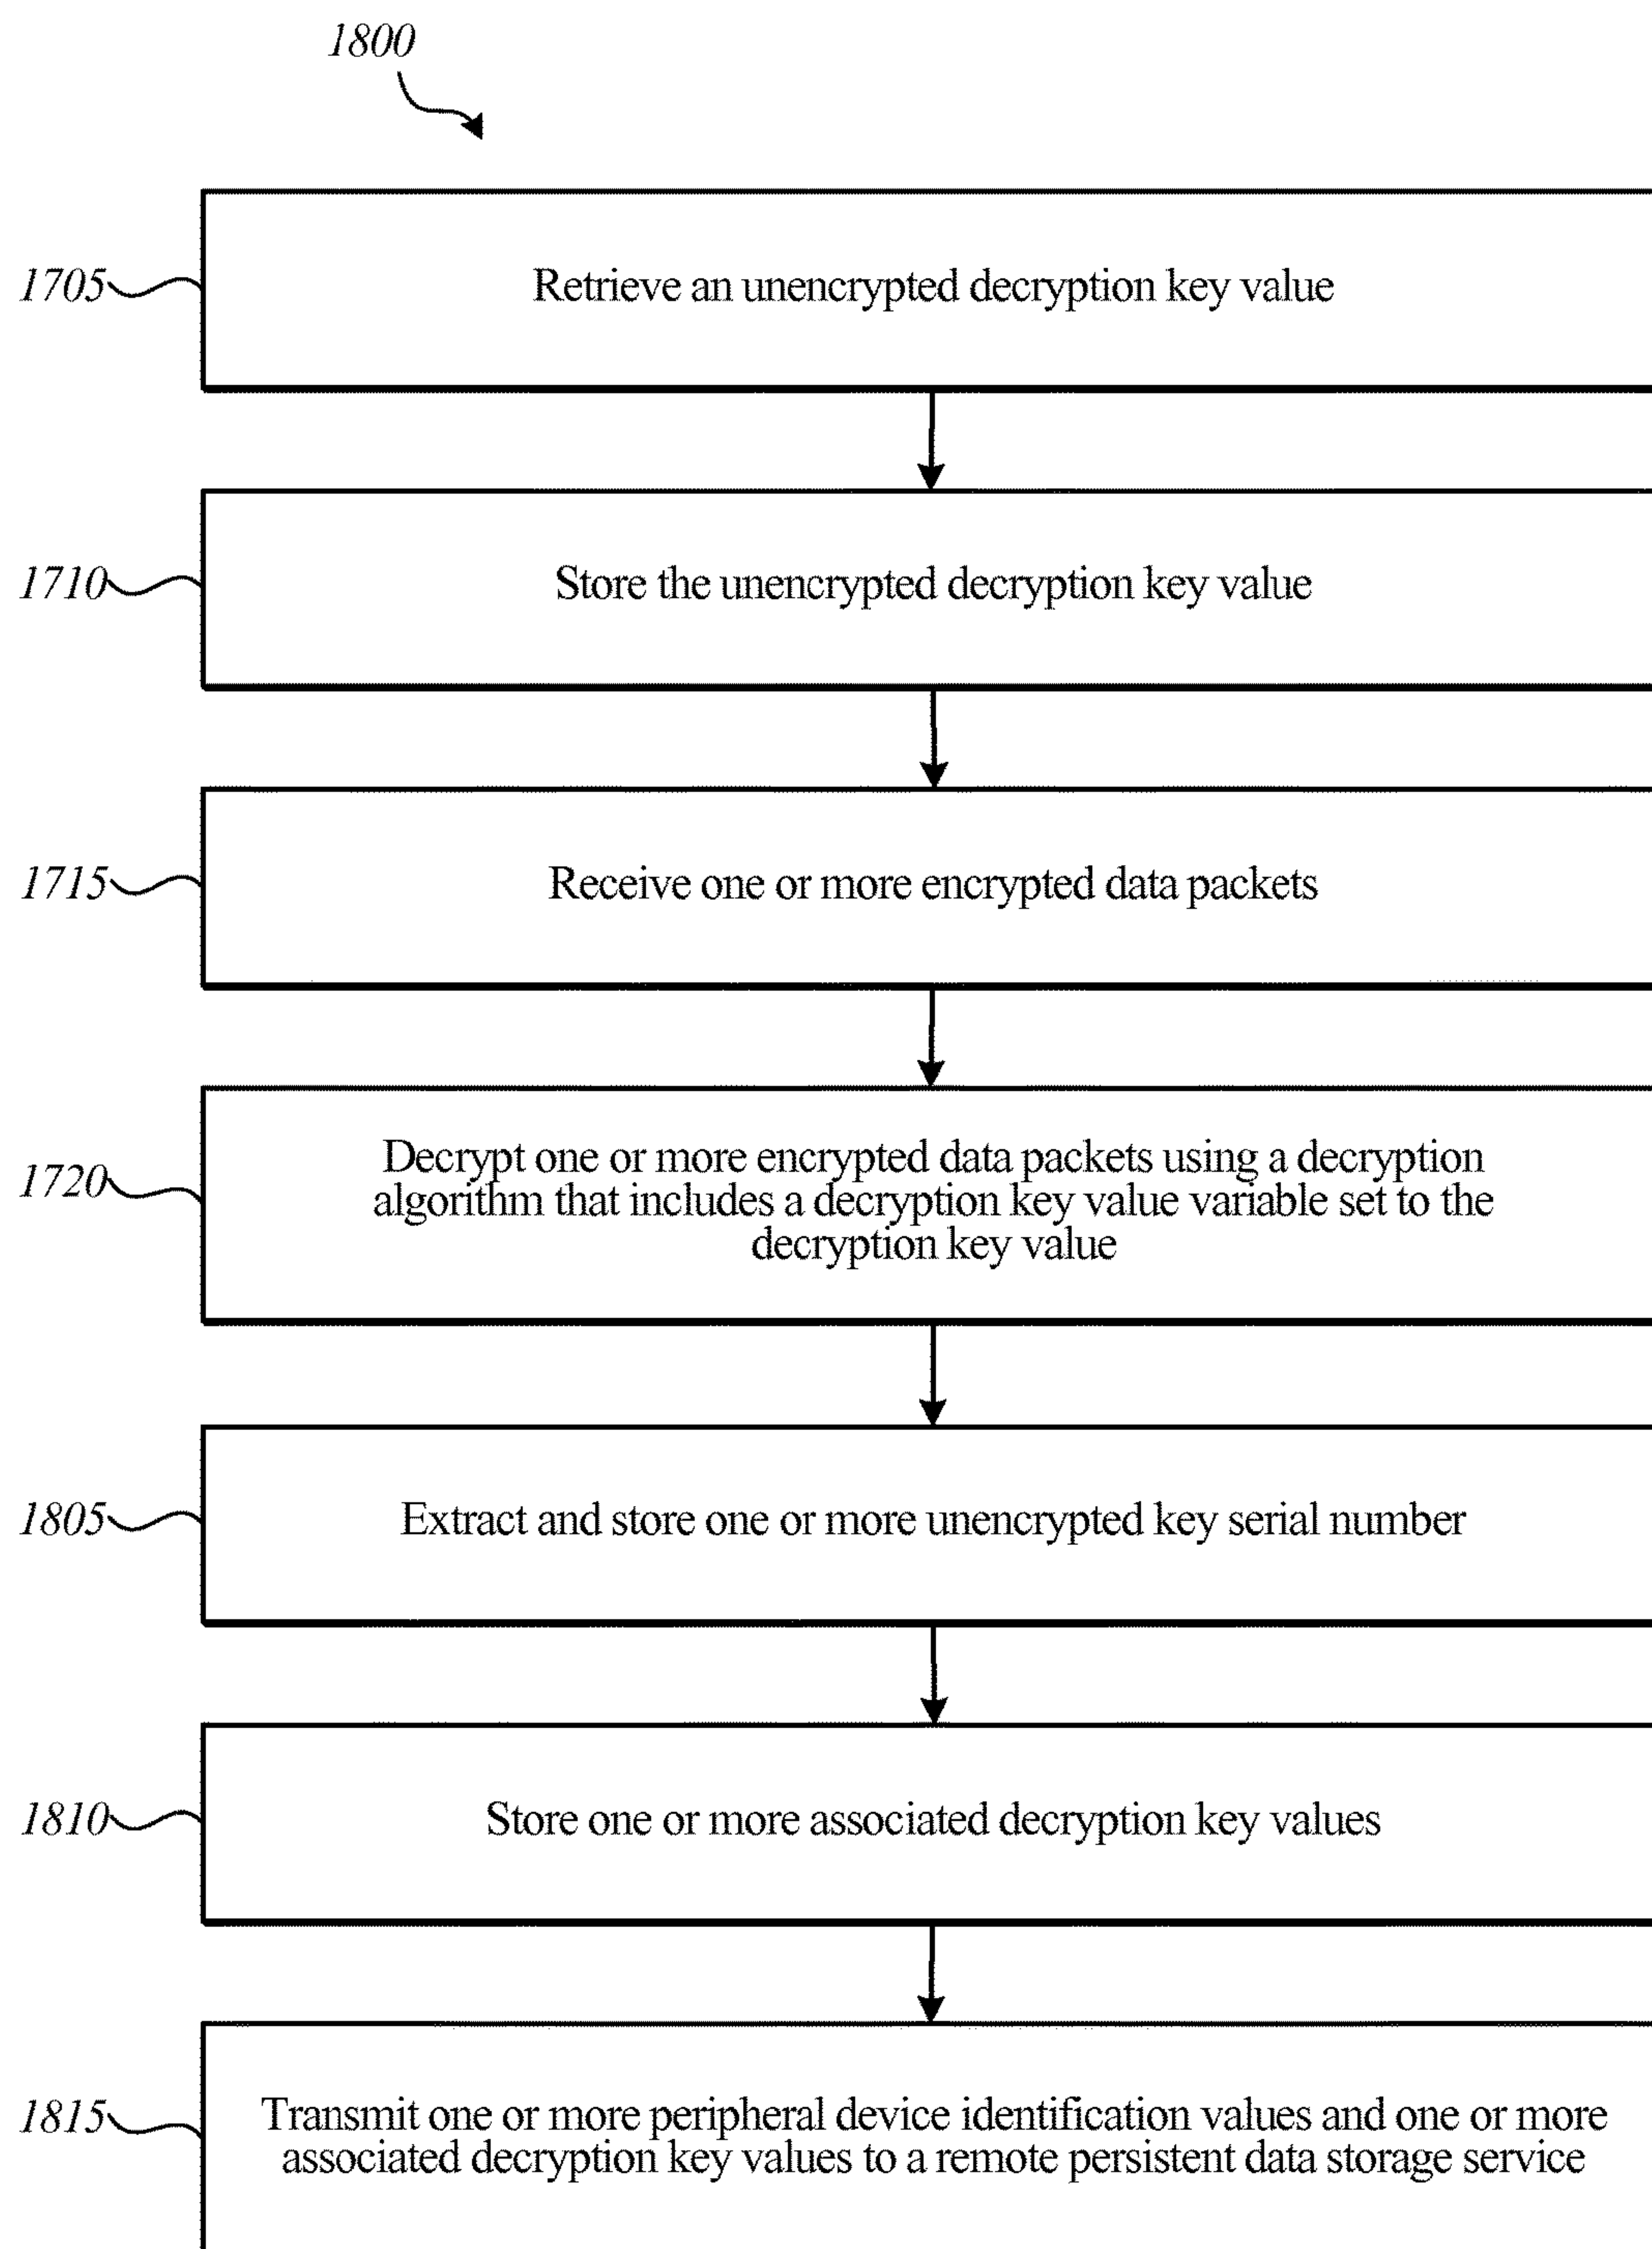 1800
1705
Retrieve an unencrypted decryption key value
1710
Store the unencrypted decryption key value
1715
Receive one or more encrypted data packets
1720
Decrypt one or more encrypted data packets using a decryption
algorithm that includes a decryption key value variable set to the
decryption key value
1805
Extract and store one or more unencrypted key serial number
1810
Store one or more associated decryption key values
1815
Transmit one or more peripheral device identification values and one or more
associated decryption key values to a remote persistent data storage service